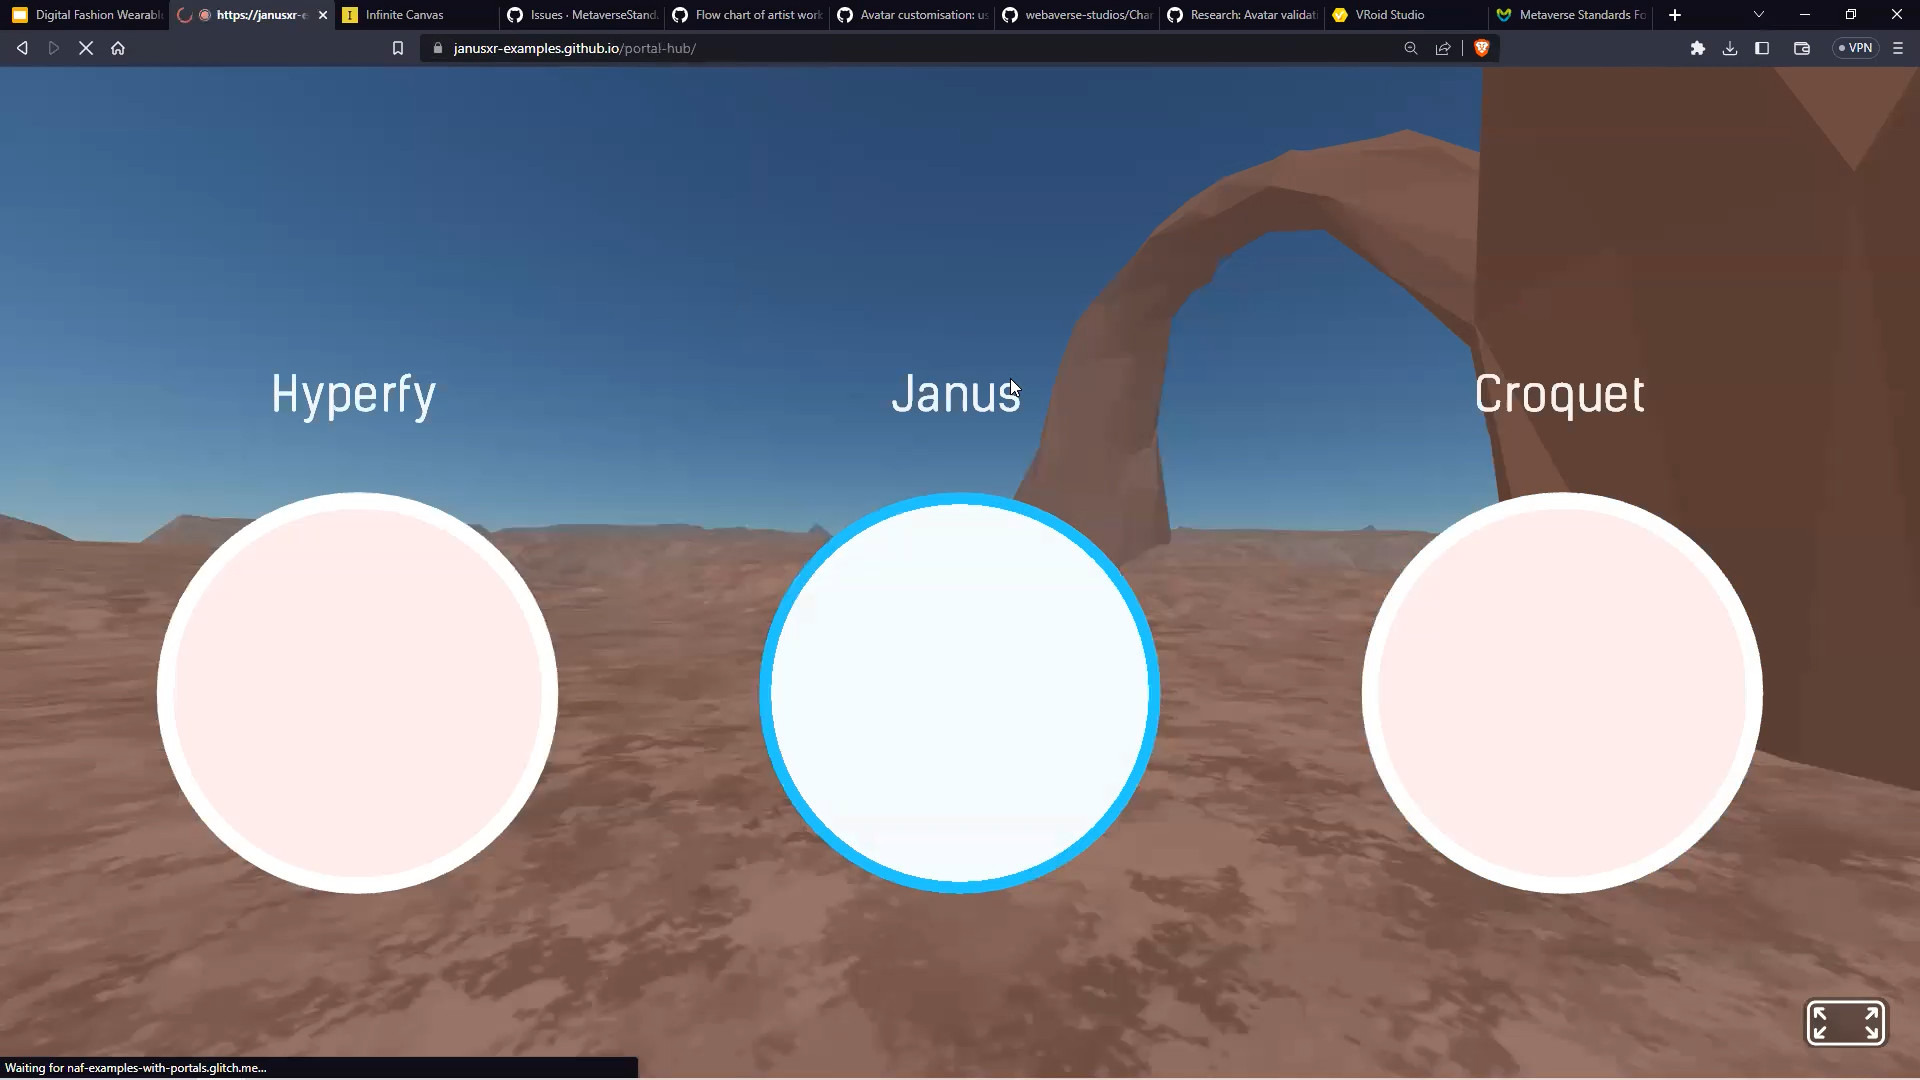 Digital Fashion Wearabl
https://janusxr-e
Infinite Canvas
Issues · MetaverseStand
Flow chart of artist work
Avatar customisation: us
webaverse-studios/Char
Research: Avatar validati
VRoid Studio
Metaverse Standards Fo
janusxr-examples.github.io/portal-hub/
VPN
Hyperfy
Janus
Croquet
Waiting for naf-examples-with-portals.glitch.me...